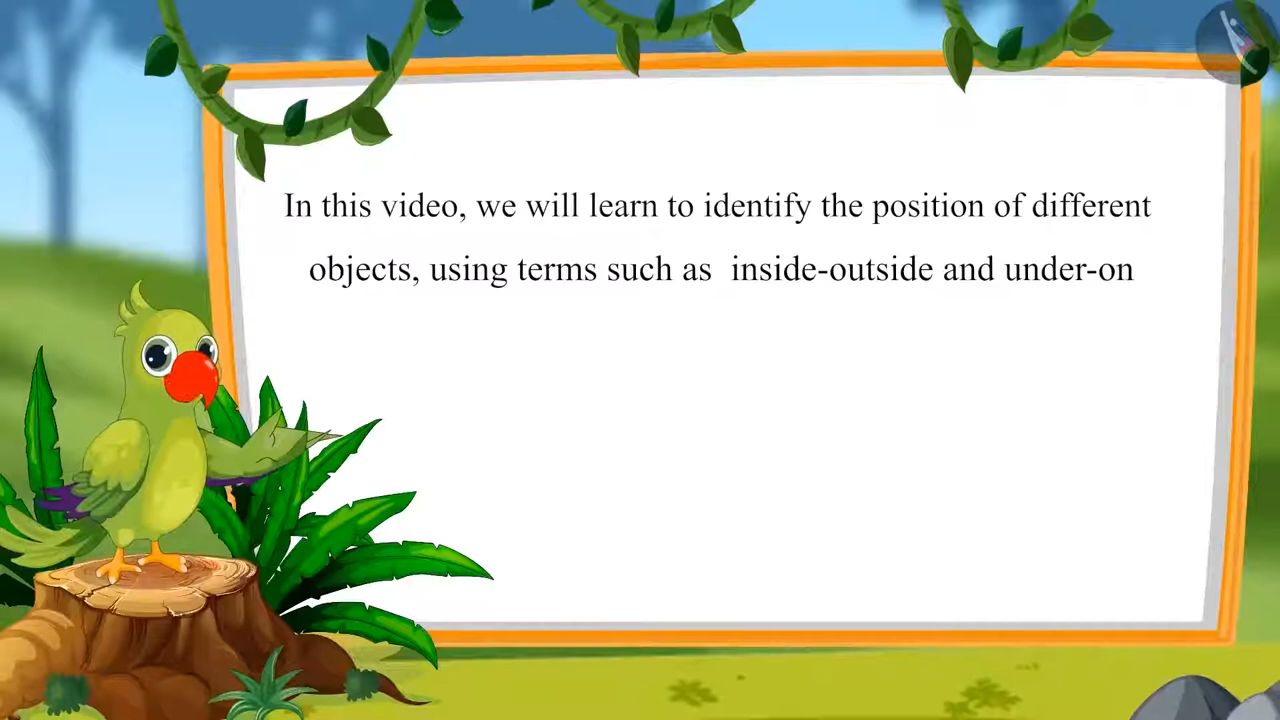 In this video, we will learn to identify the position of different
objects, using terms such as  inside-outside and under-on